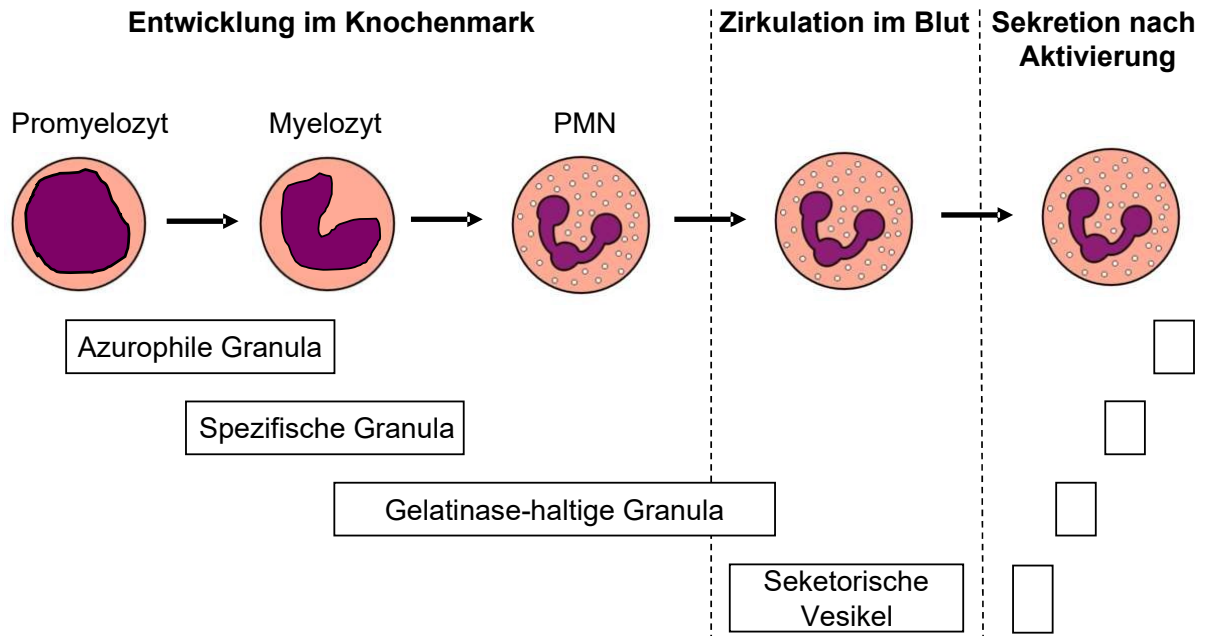 Entwicklung im Knochenmark
Zirkulation im Blut
Sekretion nach
Aktivierung
Promyelozyt
Myelozyt
PMN
Azurophile Granula
Spezifische Granula
Gelatinase-haltige Granula
Seketorische
Vesikel